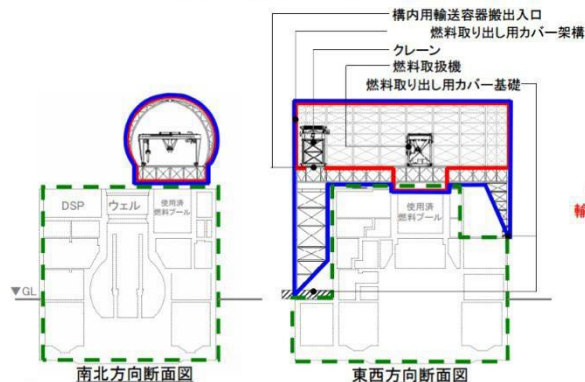 構内用輸送容器搬出入口
燃料取り出し用カバー架構
クレーン
燃料取扱機
燃料取り出し用カバー基礎
DSP
ウェル
使用済
燃料プール
使用済
燃料プール
輸
▼GL
南北方向断面図
東西方向断面図